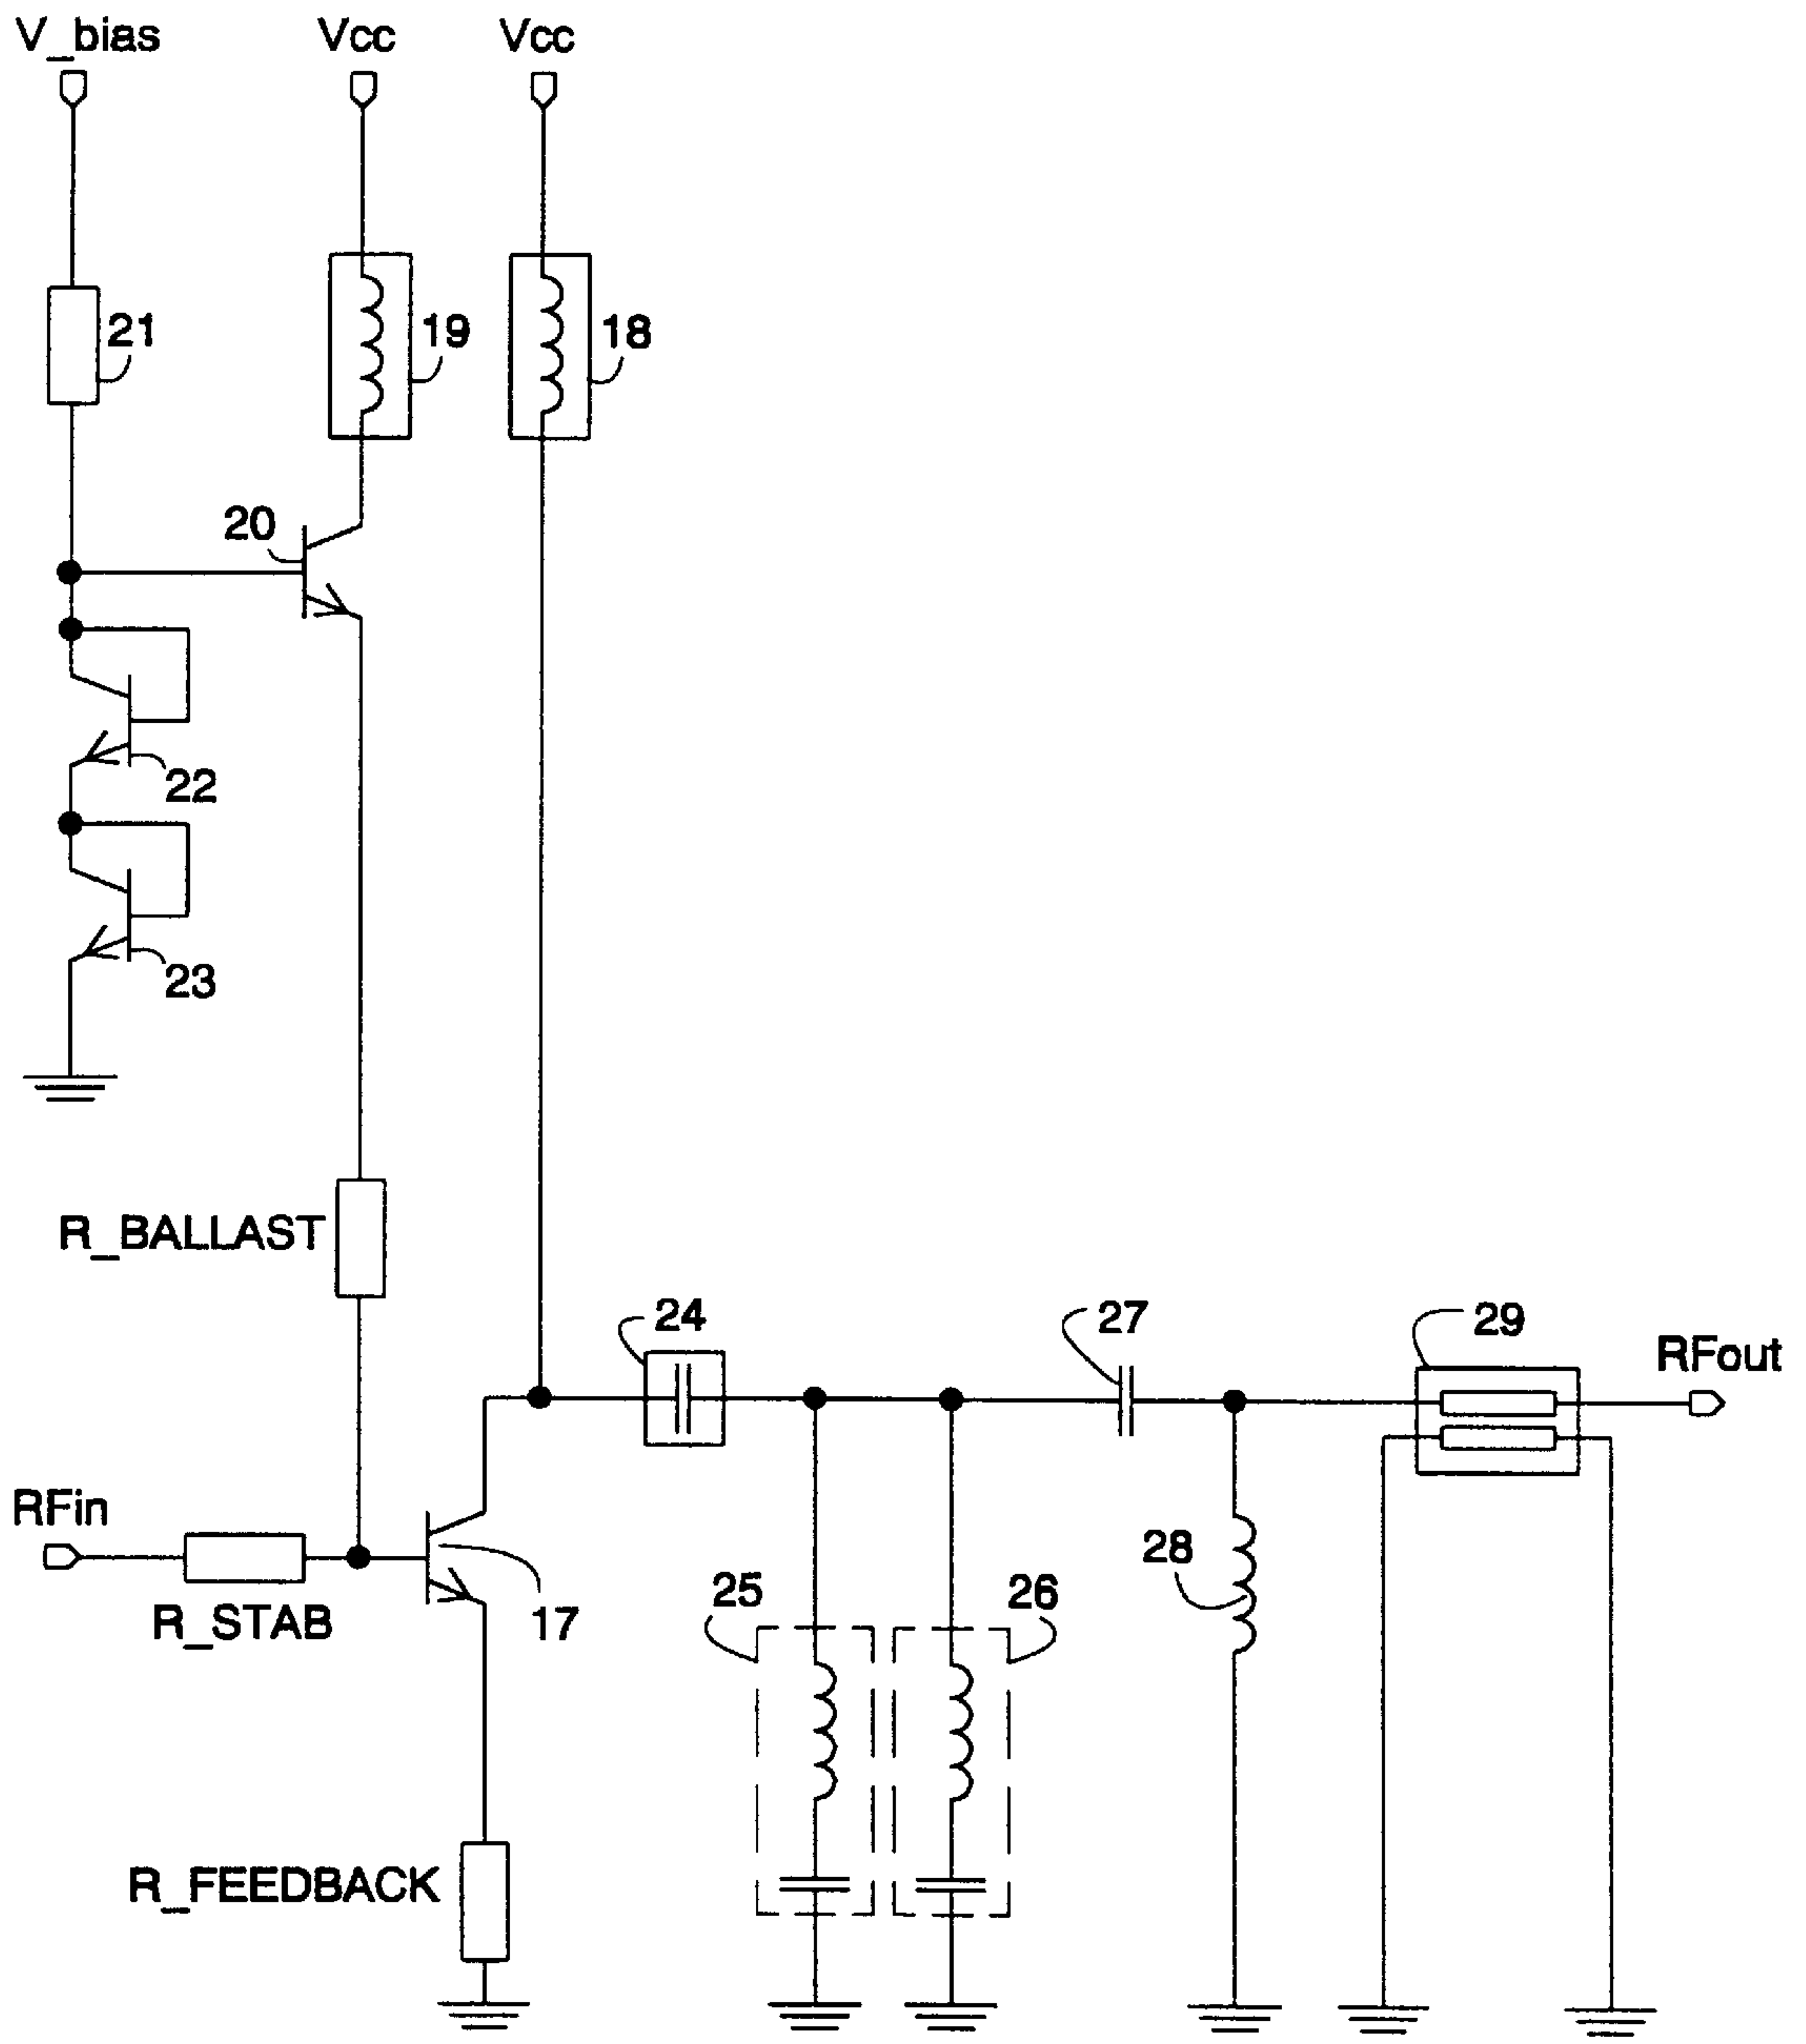 V_bias
Vcc
Vcc
21
19
18
20
22
23
R_BALLAST
24
27
29
RFout
RFin
R_STAB
17
25
26
28
R_FEEDBACK